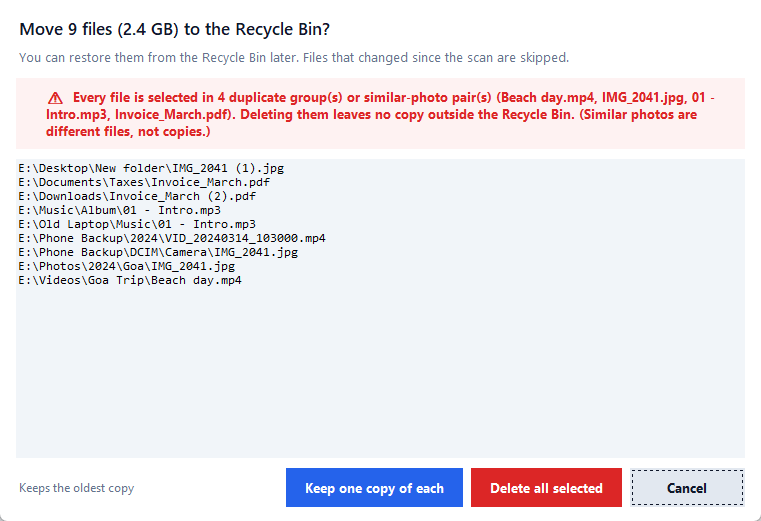 Move 9 files (2.4 GB) to the Recycle Bin?
You can restore them from the Recycle Bin later. Files that changed since the scan are skipped.
⚠ Every file is selected in 4 duplicate group(s) or similar-photo pair(s) (Beach day.mp4, IMG_2041.jpg, 01 -
Intro.mp3, Invoice_March.pdf). Deleting them leaves no copy outside the Recycle Bin. (Similar photos are
different files, not copies.)
E:\Desktop\New folder\IMG_2041 (1).jpg
E:\Documents\Taxes\Invoice_March.pdf
E:\Downloads\Invoice_March (2).pdf
E:\Music\Album\01 - Intro.mp3
E:\Old Laptop\Music\01 - Intro.mp3
E:\Phone Backup\2024\VID_20240314_103000.mp4
E:\Phone Backup\DCIM\Camera\IMG_2041.jpg
E:\Photos\2024\Goa\IMG_2041.jpg
E:\Videos\Goa Trip\Beach day.mp4
Keeps the oldest copy
Keep one copy of each
Delete all selected
Cancel